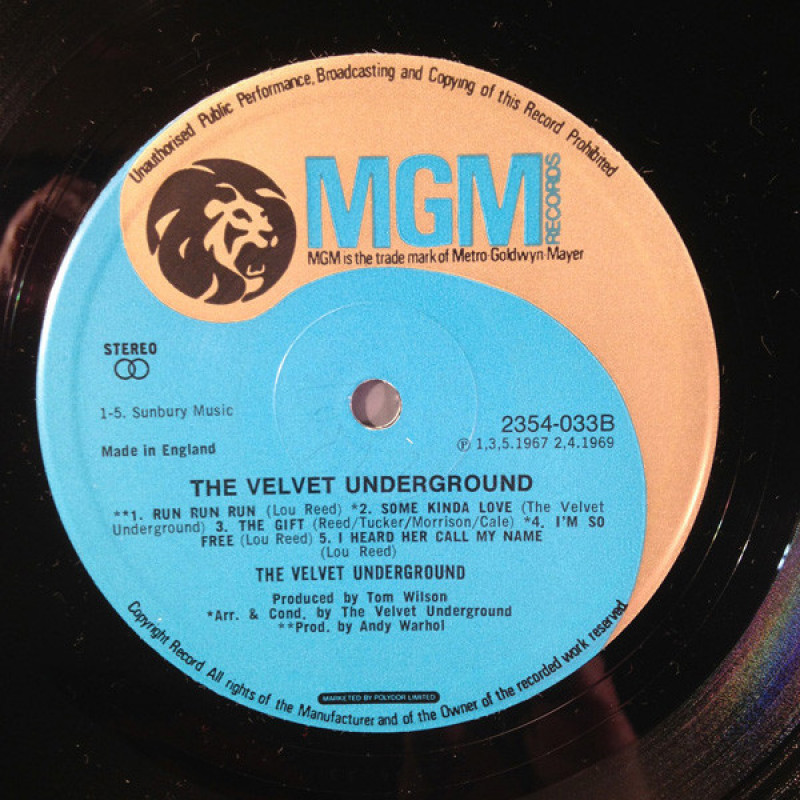 Unauthorised Public Performance, Broadcasting and Copying of this Record Prohibited
MGM
RECORDS
MGM is the trade mark of Metro-Goldwyn-Mayer
STEREO
1-5. Sunbury Music
2354-033B
Made in England
Ⓟ 1,3,5.1967 2,4.1969
THE VELVET UNDERGROUND
**1. RUN RUN RUN (Lou Reed) *2. SOME KINDA LOVE (The Velvet
Underground) 3. THE GIFT (Reed/Tucker/Morrison/Cale) *4. I'M SO
FREE (Lou Reed) 5. I HEARD HER CALL MY NAME
(Lou Reed)
THE VELVET UNDERGROUND
Produced by Tom Wilson
*Arr. & Cond. by The Velvet Underground
**Prod. by Andy Warhol
MARKETED BY POLYDOR LIMITED
Copyright Record All rights of the Manufacturer and of the Owner of the recorded work reserved.